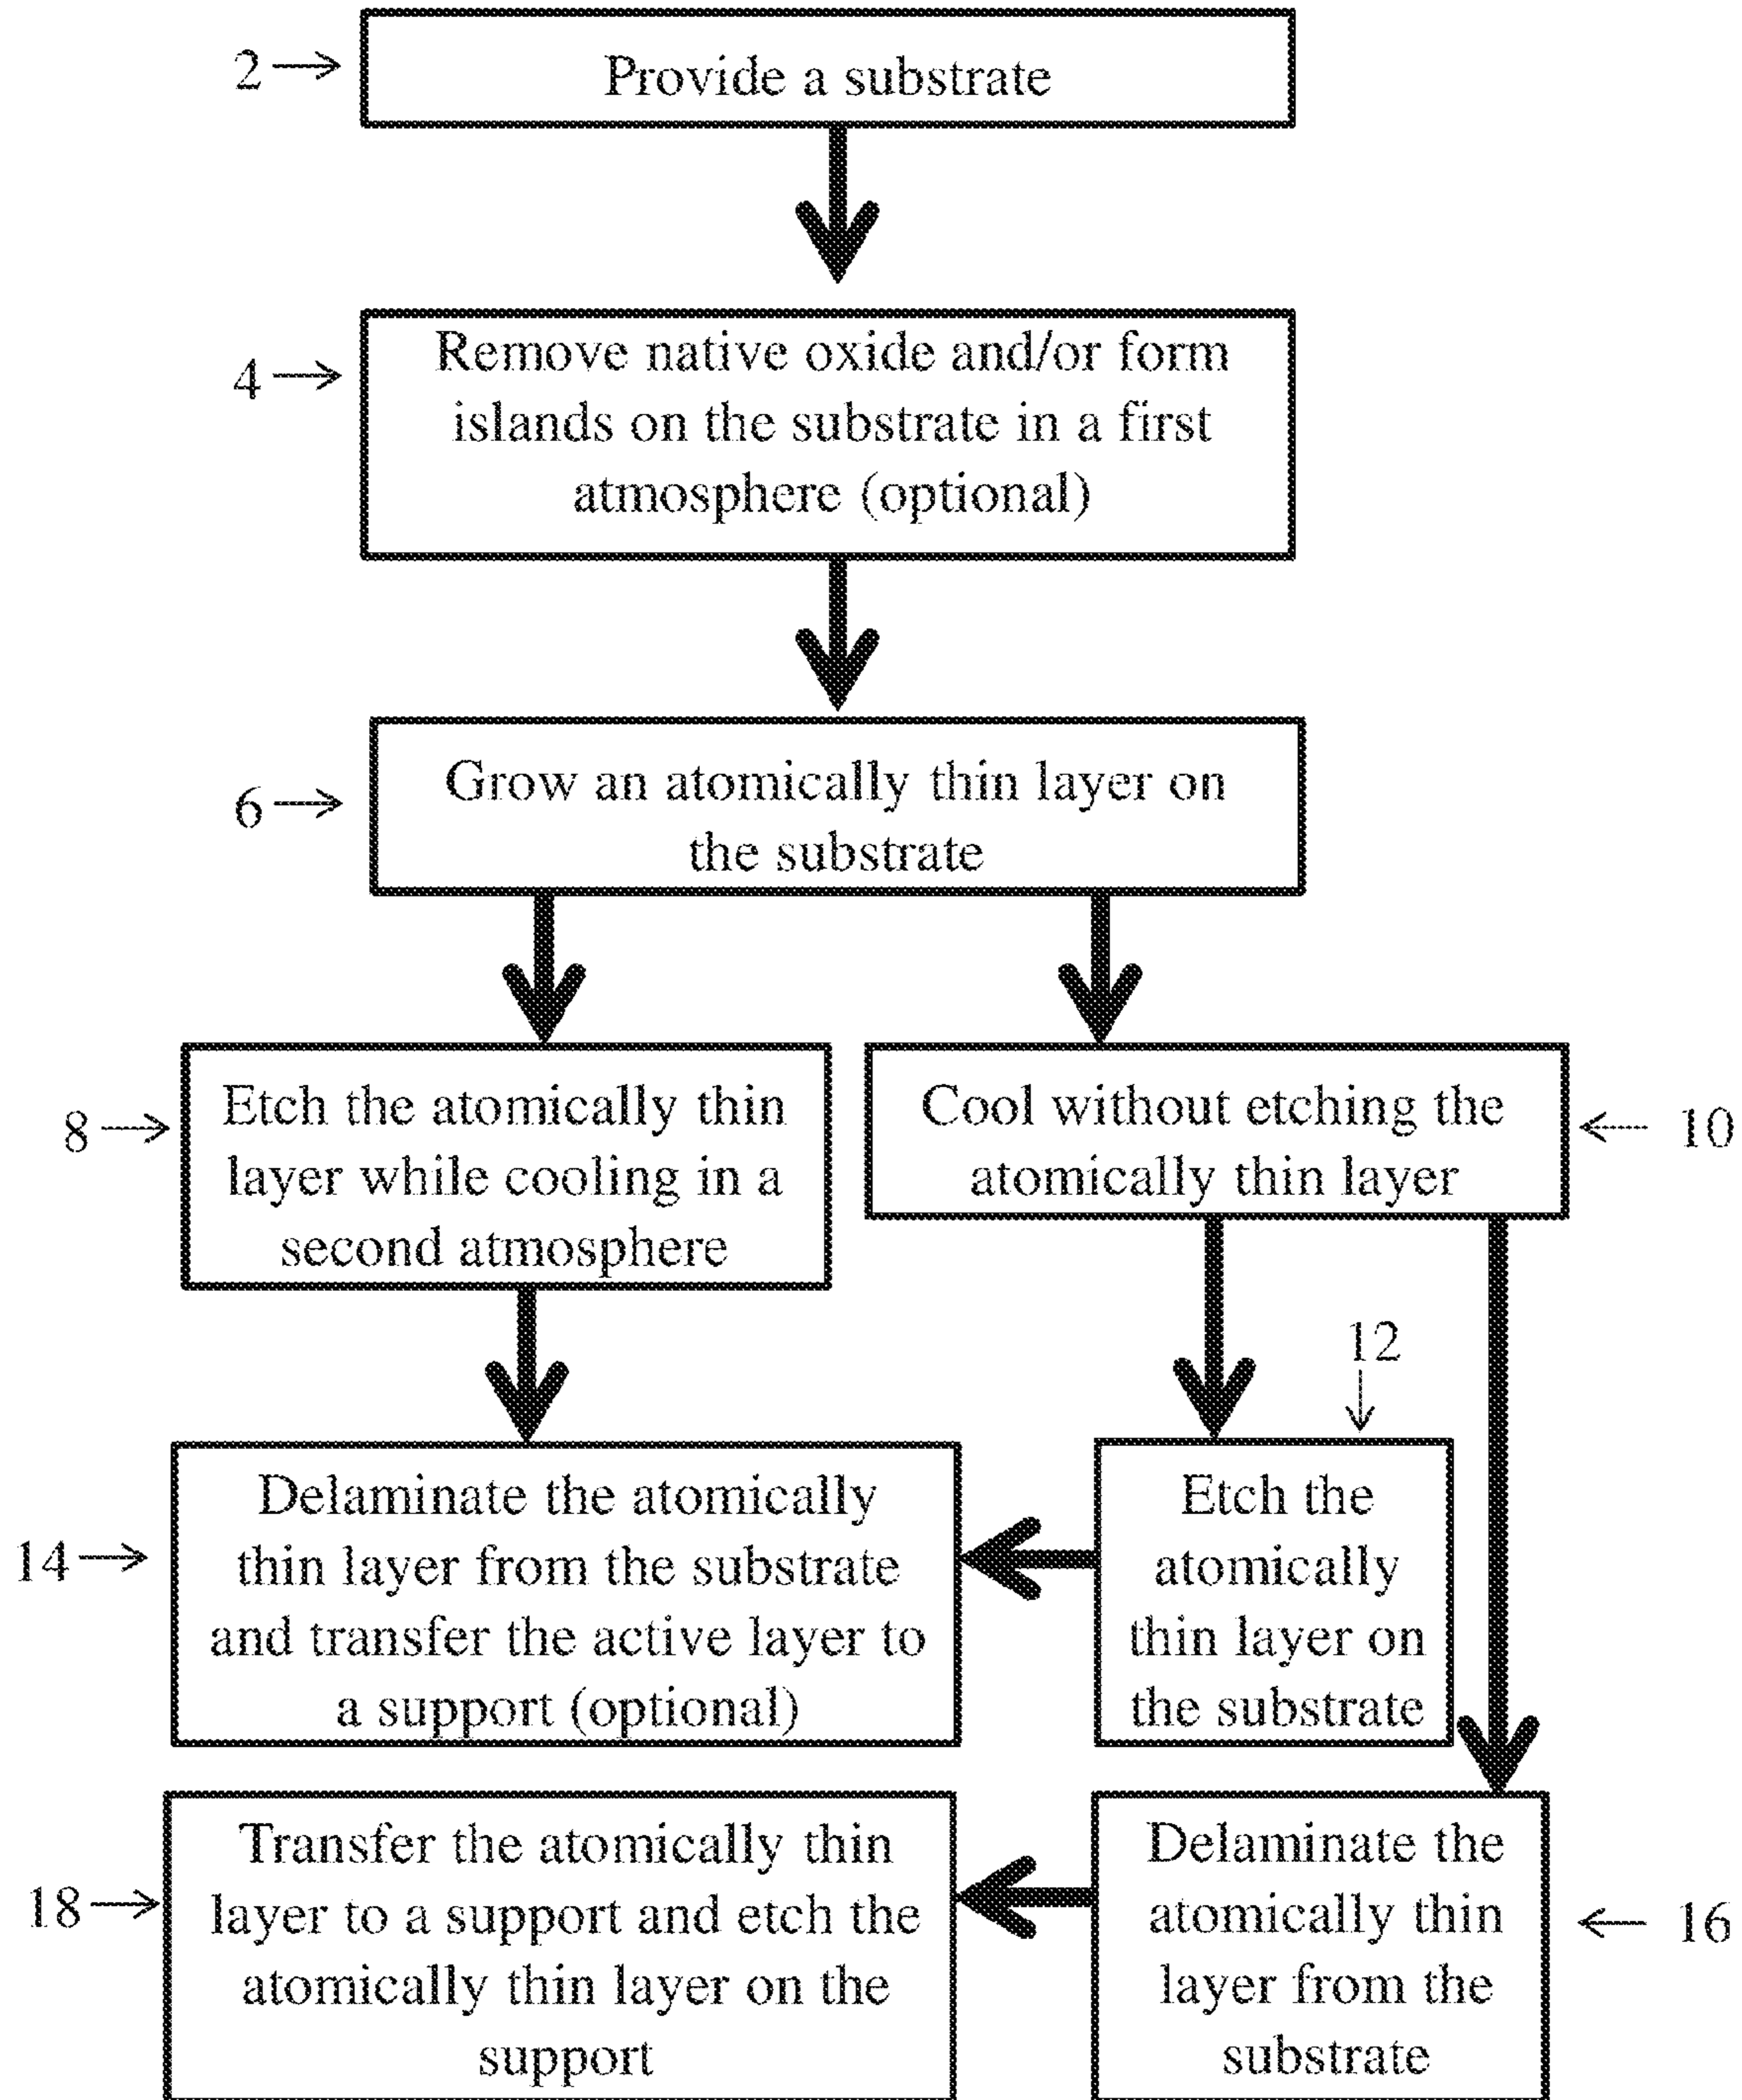 2
Provide a substrate
4
Remove native oxide and/or form
islands on the substrate in a first
atmosphere (optional)
6
Grow an atomically thin layer on
the substrate
8
Etch the atomically thin
layer while cooling in a
second atmosphere
Cool without etching the
atomically thin layer
10
12
14
Delaminate the atomically
thin layer from the substrate
and transfer the active layer to
a support (optional)
Etch the
atomically
thin layer on
the substrate
18
Transfer the atomically thin
layer to a support and etch the
atomically thin layer on the
support
Delaminate the
atomically thin
layer from the
substrate
16